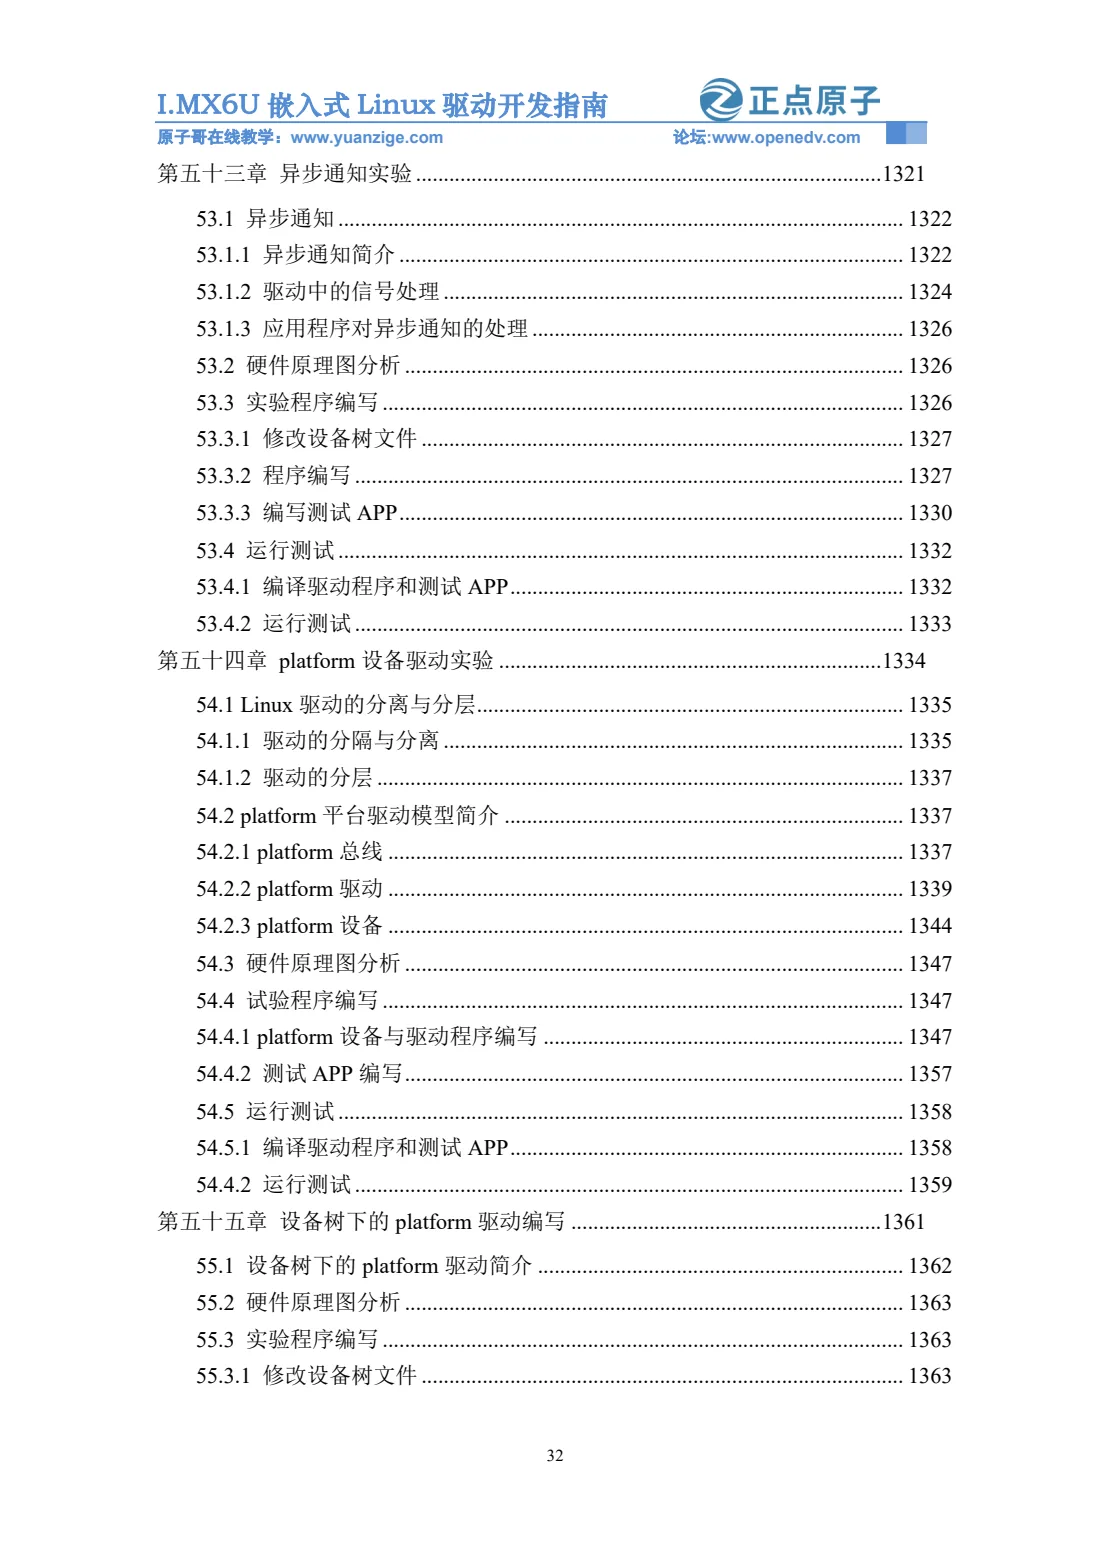 I.MX6U 嵌入式 Linux 驱动开发指南
正点原子
原子哥在线教学：www.yuanzige.com 论坛:www.openedv.com
第五十三章 异步通知实验...1321
53.1 异步通知...1322
53.1.1 异步通知简介...1322
53.1.2 驱动中的信号处理...1324
53.1.3 应用程序对异步通知的处理...1326
53.2 硬件原理图分析...1326
53.3 实验程序编写...1326
53.3.1 修改设备树文件...1327
53.3.2 程序编写...1327
53.3.3 编写测试 APP...1330
53.4 运行测试...1332
53.4.1 编译驱动程序和测试 APP...1332
53.4.2 运行测试...1333
第五十四章 platform 设备驱动实验...1334
54.1 Linux 驱动的分离与分层...1335
54.1.1 驱动的分隔与分离...1335
54.1.2 驱动的分层...1337
54.2 platform 平台驱动模型简介...1337
54.2.1 platform 总线...1337
54.2.2 platform 驱动...1339
54.2.3 platform 设备...1344
54.3 硬件原理图分析...1347
54.4 试验程序编写...1347
54.4.1 platform 设备与驱动程序编写...1347
54.4.2 测试 APP 编写...1357
54.5 运行测试...1358
54.5.1 编译驱动程序和测试 APP...1358
54.4.2 运行测试...1359
第五十五章 设备树下的 platform 驱动编写...1361
55.1 设备树下的 platform 驱动简介...1362
55.2 硬件原理图分析...1363
55.3 实验程序编写...1363
55.3.1 修改设备树文件...1363
32